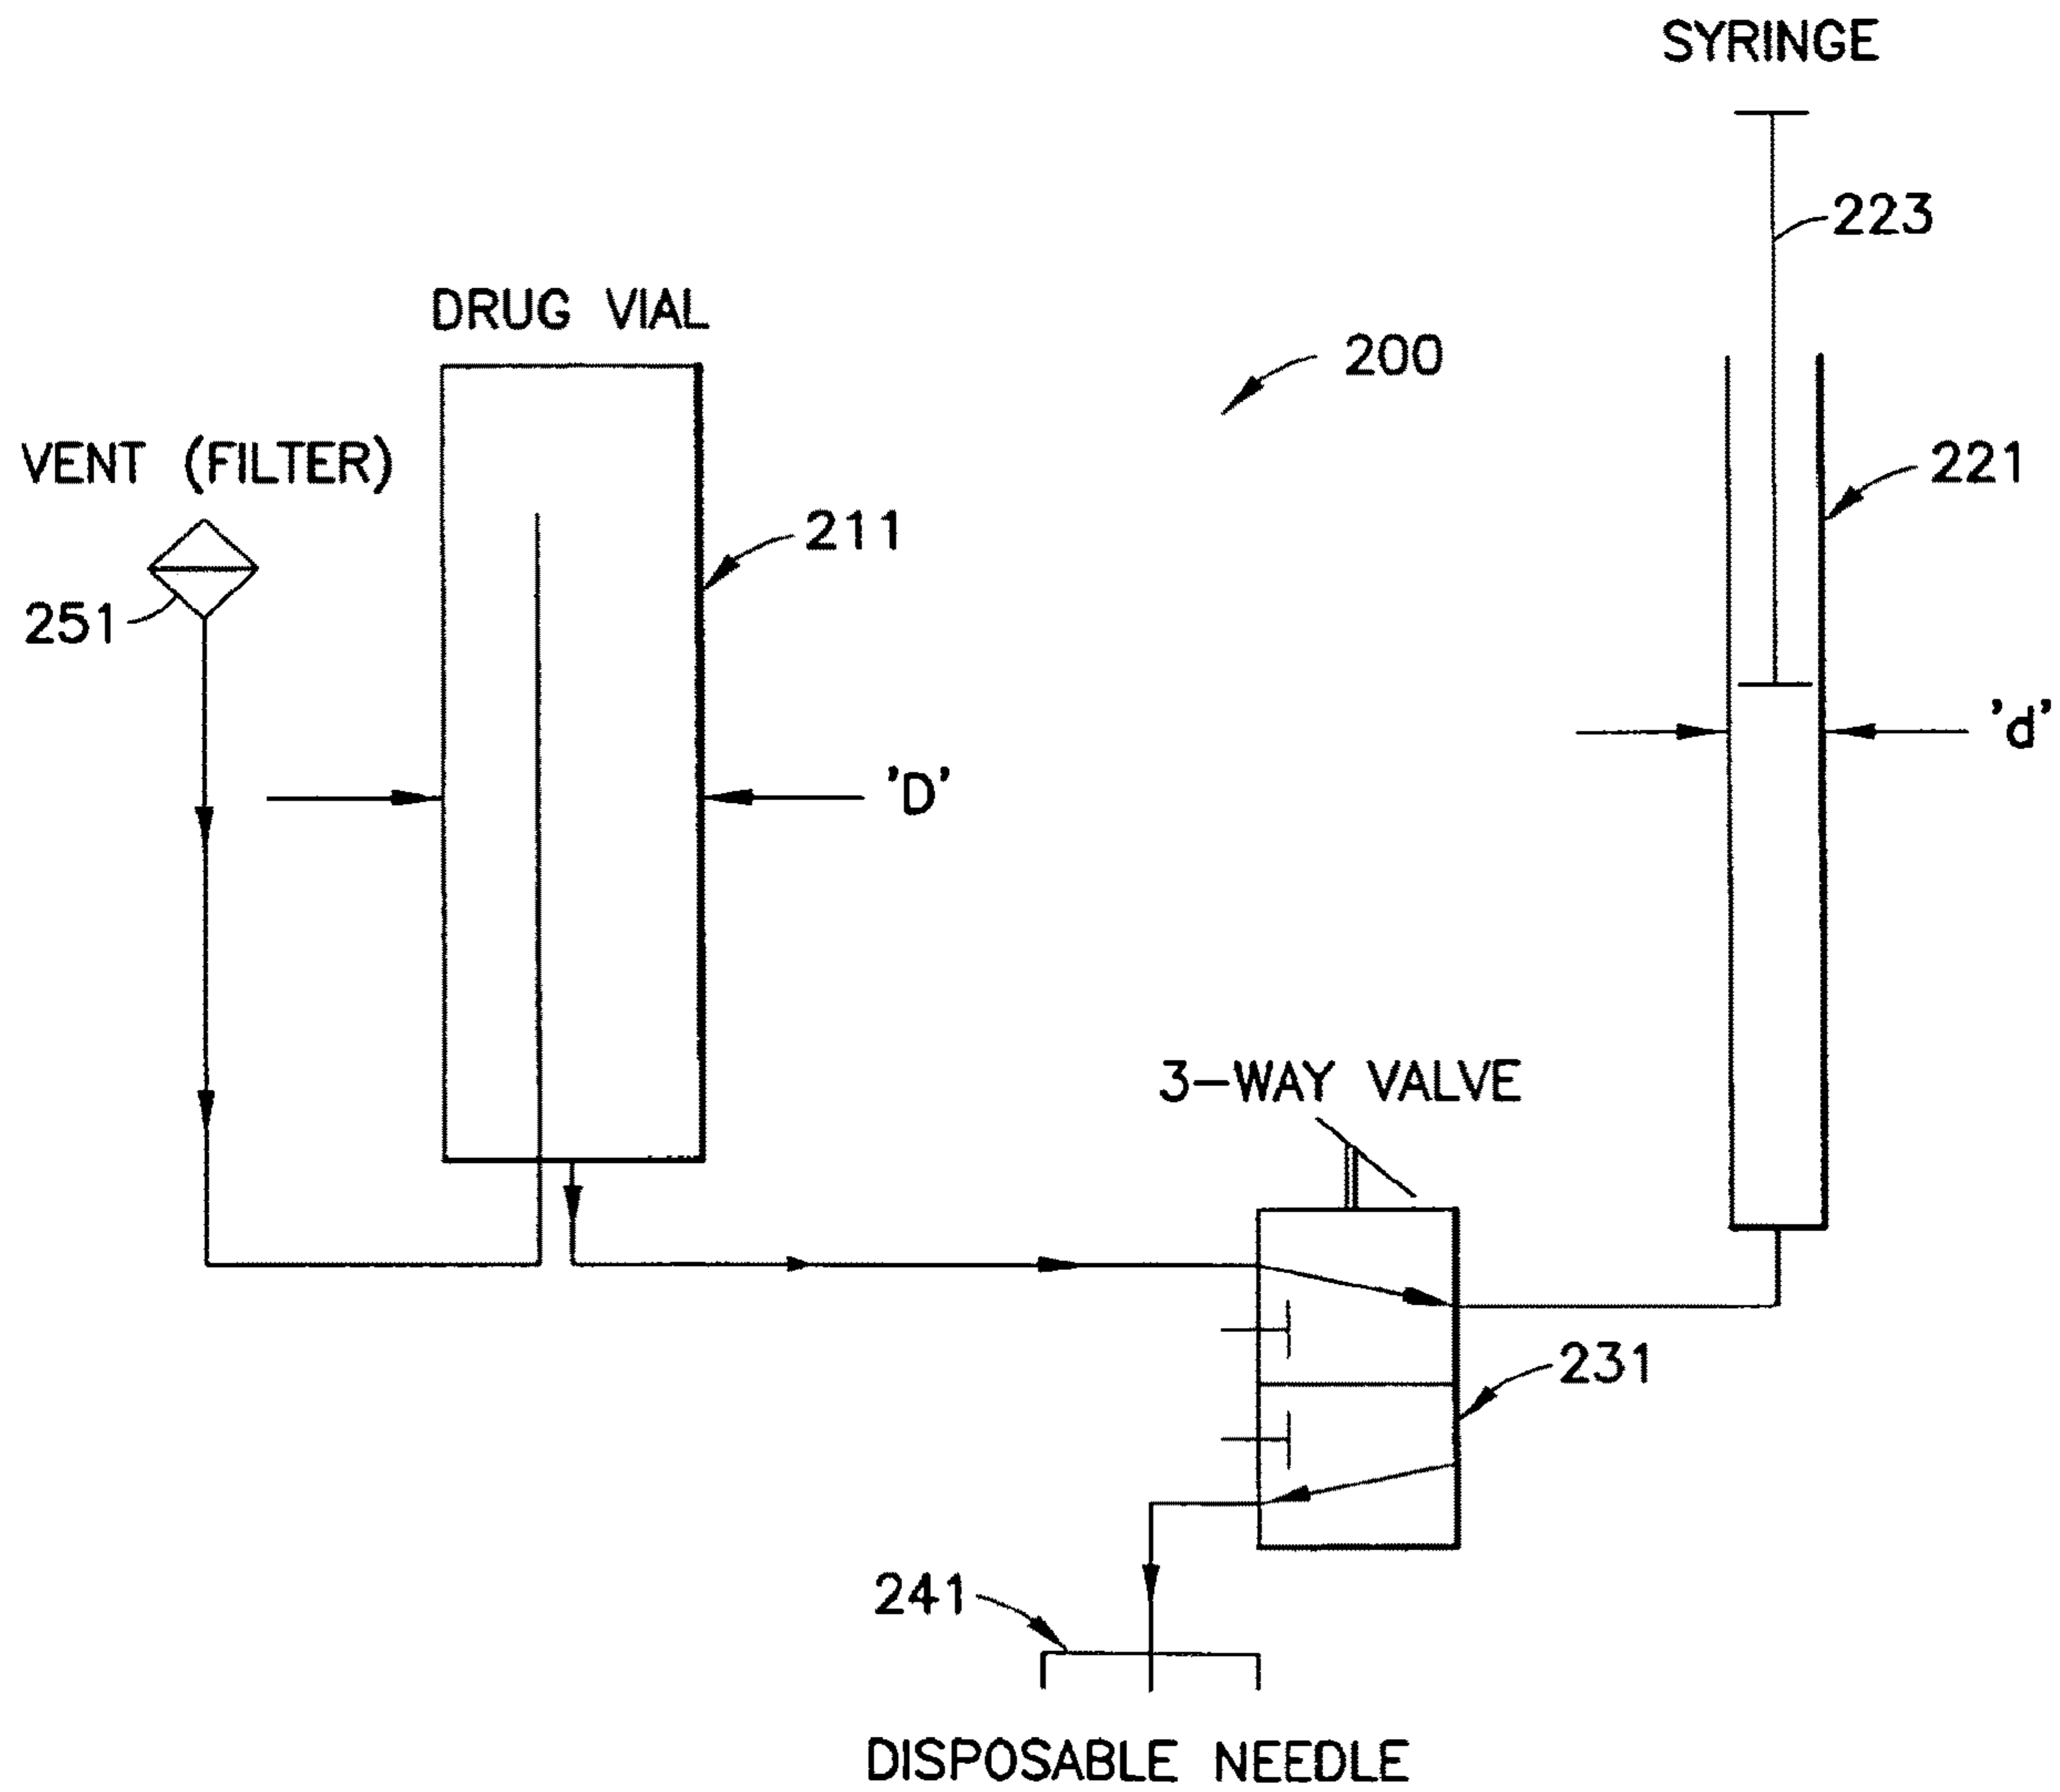 SYRINGE
223
DRUG VIAL
200
VENT (FILTER)
221
211
251
'd'
'D'
3-WAY VALVE
231
241
DISPOSABLE NEEDLE